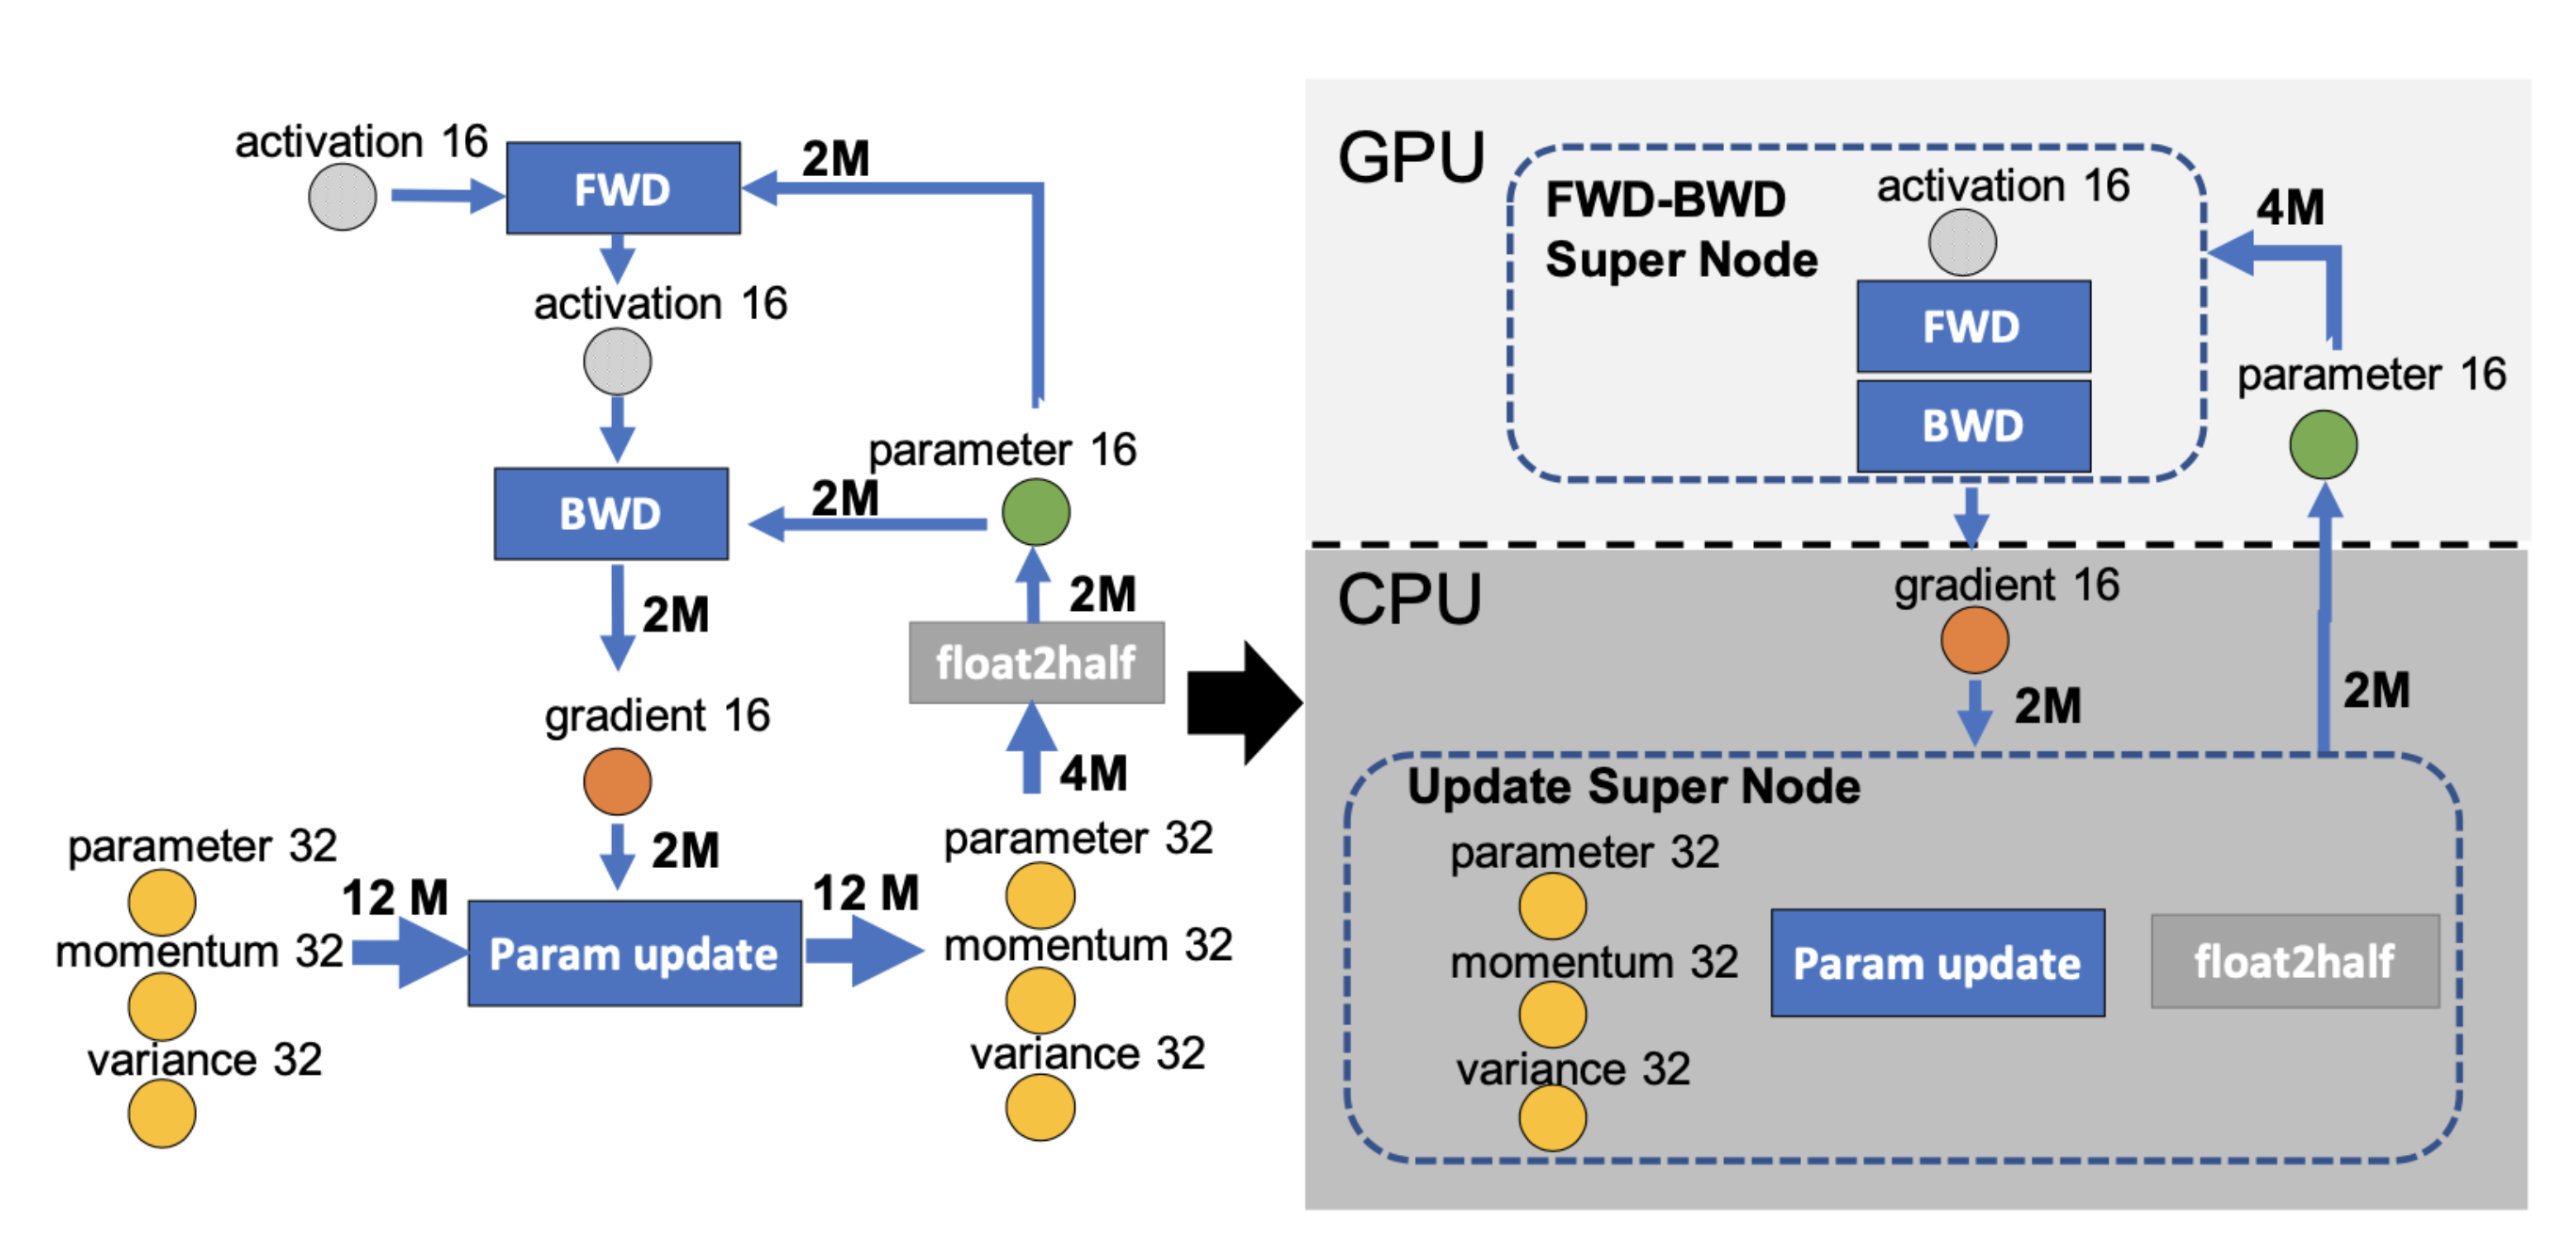 activation 16
FWD
2M
activation 16
BWD
2M
parameter 16
2M
2M
float2half
4M
gradient 16
2M
parameter 32
momentum 32
variance 32
12 M
Param update
12 M
parameter 32
momentum 32
variance 32
GPU
FWD-BWD
Super Node
activation 16
FWD
BWD
4M
parameter 16
CPU
gradient 16
2M
2M
Update Super Node
parameter 32
momentum 32
variance 32
Param update
float2half